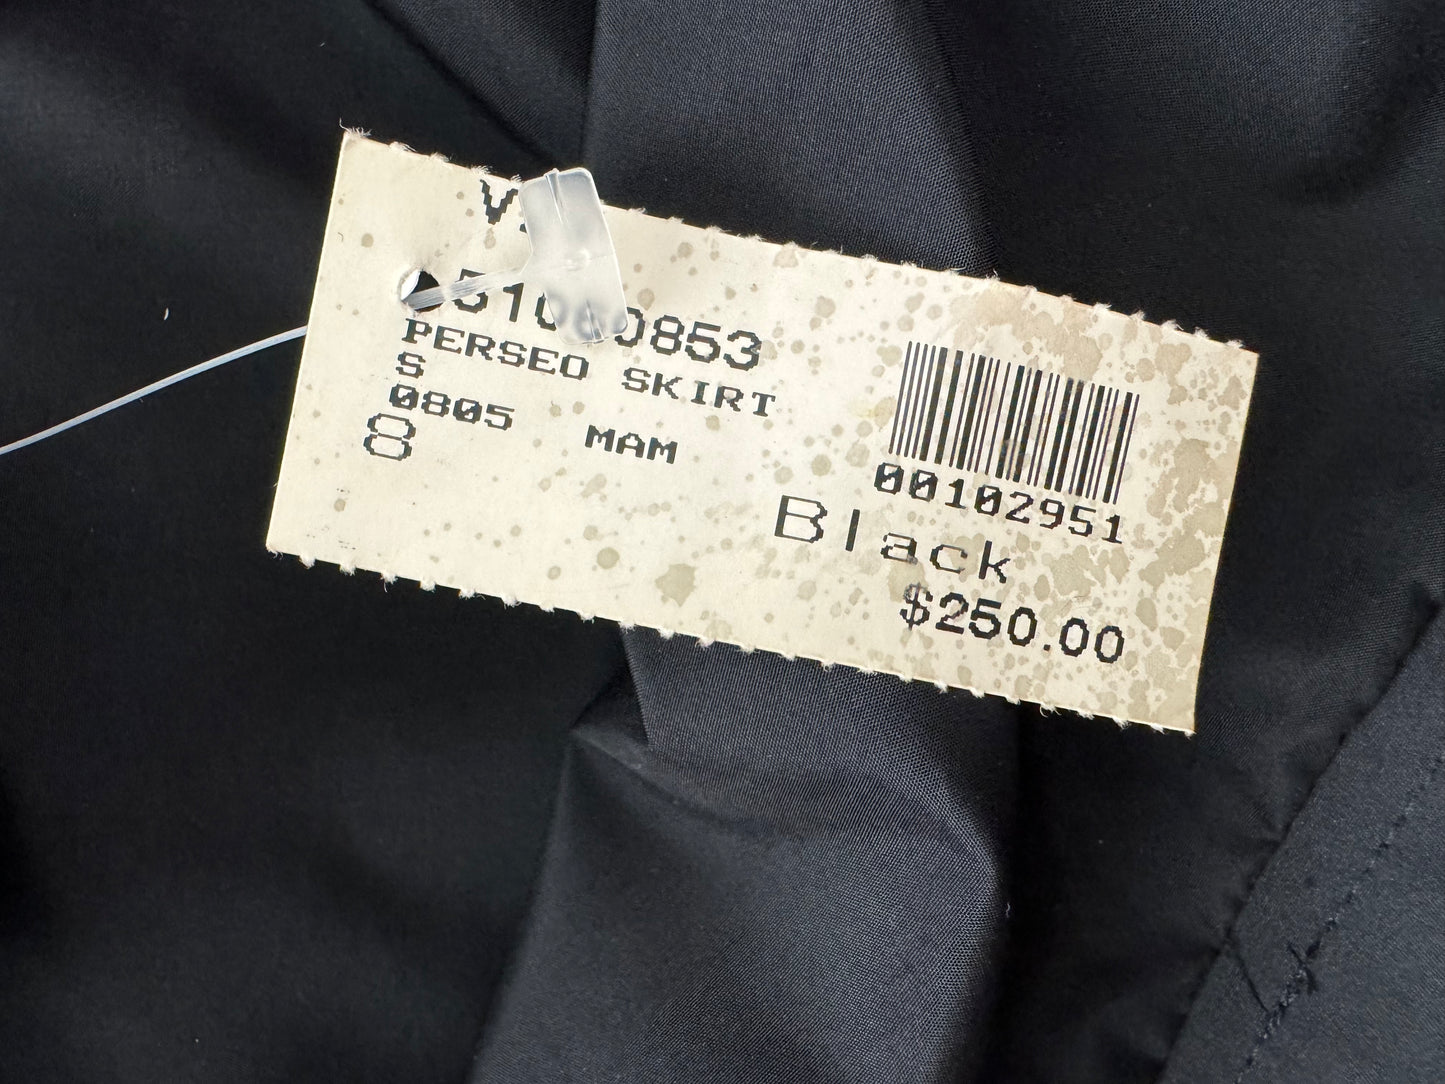 PERSEO SKIRT
S
0805 MAM
8
00102951
Black
$250.00